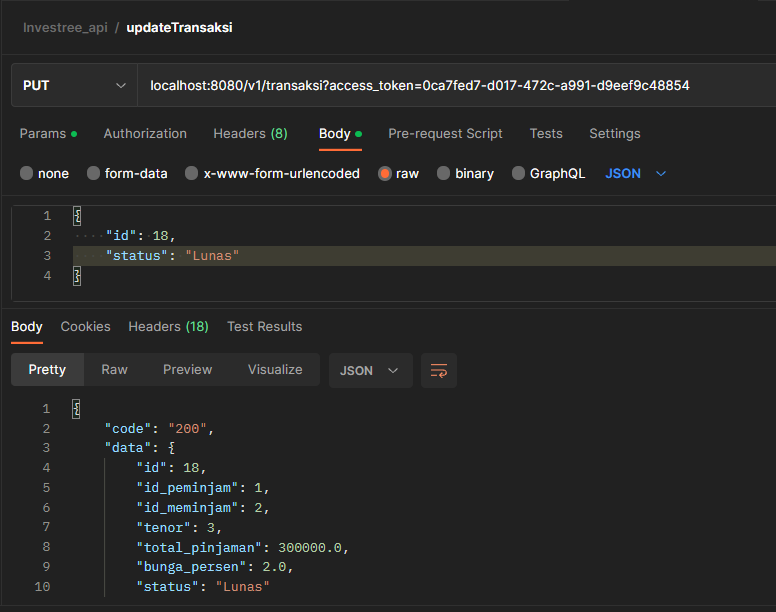 Investree_api / updateTransaksi
PUT localhost:8080/v1/transaksi?access_token=0ca7fed7-d017-472c-a991-d9eef9c48854
Params Authorization Headers (8) Body Pre-request Script Tests Settings
none form-data x-www-form-urlencoded raw binary GraphQL JSON
1 {
2 "id": 18,
3 "status": "Lunas"
4 }
Body Cookies Headers (18) Test Results
Pretty Raw Preview Visualize JSON
1 {
2 "code": "200",
3 "data": {
4 "id": 18,
5 "id_peminjam": 1,
6 "id_meminjam": 2,
7 "tenor": 3,
8 "total_pinjaman": 300000.0,
9 "bunga_persen": 2.0,
10 "status": "Lunas"